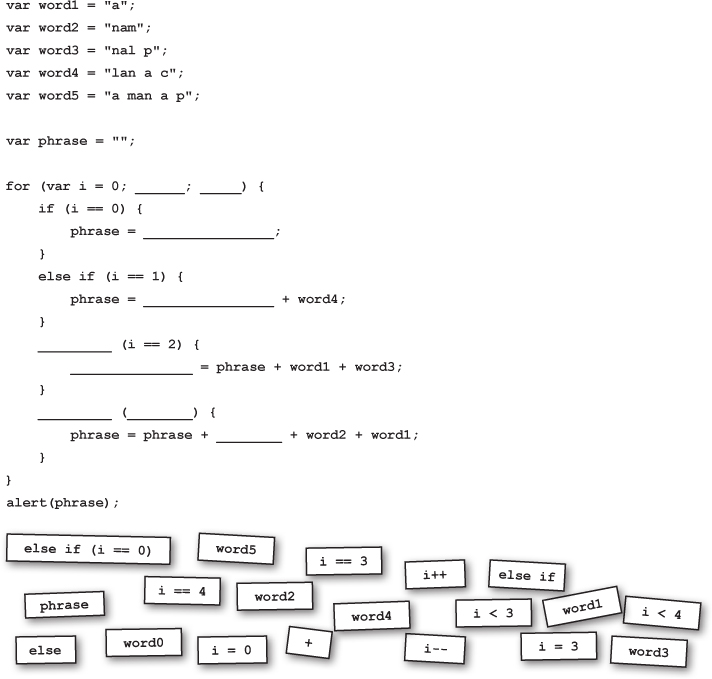 var word1 = "a";
var word2 = "nam";
var word3 = "nal p";
var word4 = "lan a c";
var word5 = "a man a p";
var phrase = "";
for (var i = 0; ______; _____) {
if (i == 0) {
phrase = ________________;
}
else if (i == 1) {
phrase = ________________ + word4;
}
_________ (i == 2) {
_______________ = phrase + word1 + word3;
}
_________ (________) {
phrase = phrase + ________ + word2 + word1;
}
}
alert(phrase);
else if (i == 0) word5 i == 3 i++ else if
phrase i == 4 word2 word4 i < 3 word1 i < 4
else word0 i = 0 + i-- i = 3 word3